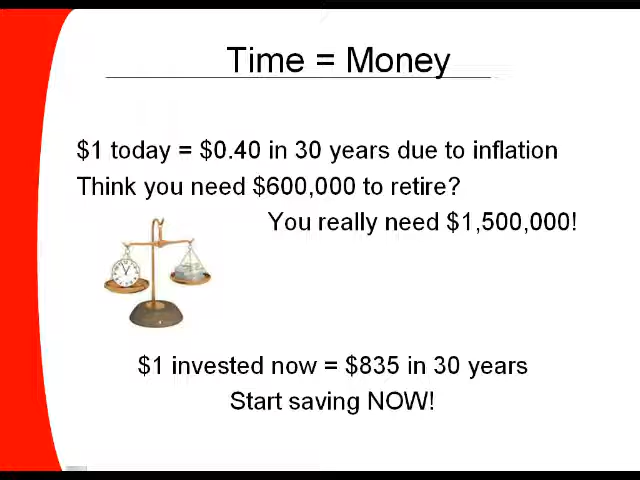 Time = Money
$1 today = $0.40 in 30 years due to inflation
Think you need $600,000 to retire?
You really need $1,500,000!
$1 invested now = $835 in 30 years
Start saving NOW!